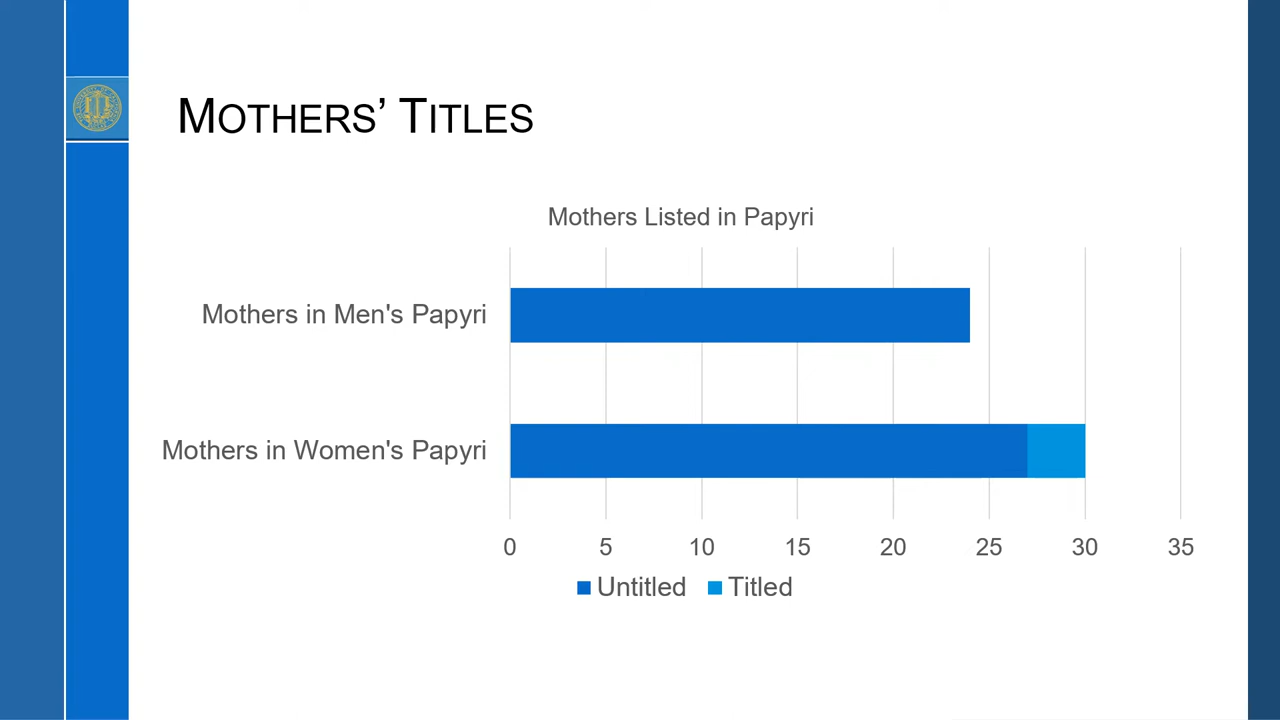 MOTHERS' TITLES
Mothers Listed in Papyri
Mothers in Men's Papyri
Mothers in Women's Papyri
0 5 10 15 20 25 30 35
Untitled Titled